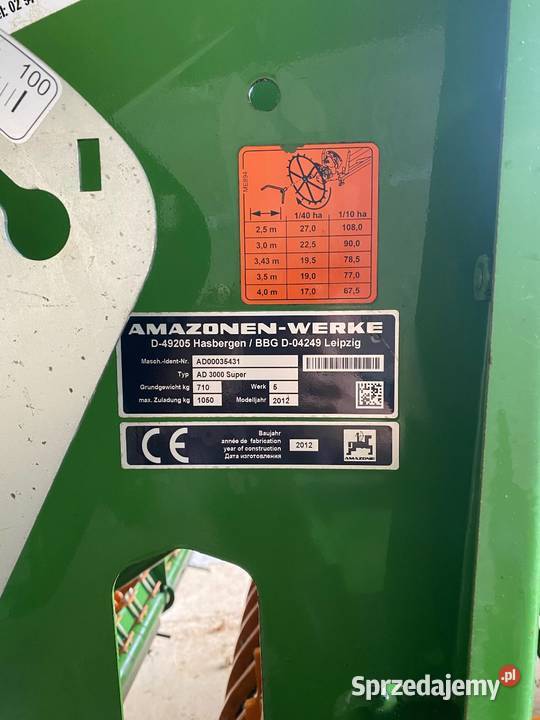 100
ME894
1/40 ha 1/10 ha
2,5 m 27,0 108,0
3,0 m 22,5 90,0
3,43 m 19,5 78,5
3,5 m 19,0 77,0
4,0 m 17,0 67,5
AMAZONEN-WERKE
D-49205 Hasbergen / BBG D-04249 Leipzig
Masch.-Ident-Nr. AD00035431
Typ AD 3000 Super
Grundgewicht kg 710 Werk 5
max. Zuladung kg 1050 Modelljahr 2012
CE
Baujahr
année de fabrication
year of construction
Дата изготовления
2012
AMAZONE
Sprzedajemy.pl